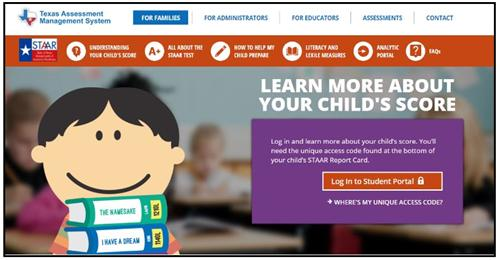 Texas Assessment
Management System
FOR FAMILIES
FOR ADMINISTRATORS
FOR EDUCATORS
ASSESSMENTS
CONTACT
STAAR
UNDERSTANDING
YOUR CHILD'S SCORE
A+
ALL ABOUT THE
STAAR TEST
HOW TO HELP MY
CHILD PREPARE
LITERACY AND
LEXILE MEASURES
ANALYTIC
PORTAL
FAQs
LEARN MORE ABOUT
YOUR CHILD'S SCORE
Log in and learn more about your child's score. You'll
need the unique access code found at the bottom of
your child's STAAR Report Card.
Log In to Student Portal
WHERE'S MY UNIQUE ACCESS CODE?
THE NAMESAKE
I HAVE A DREAM